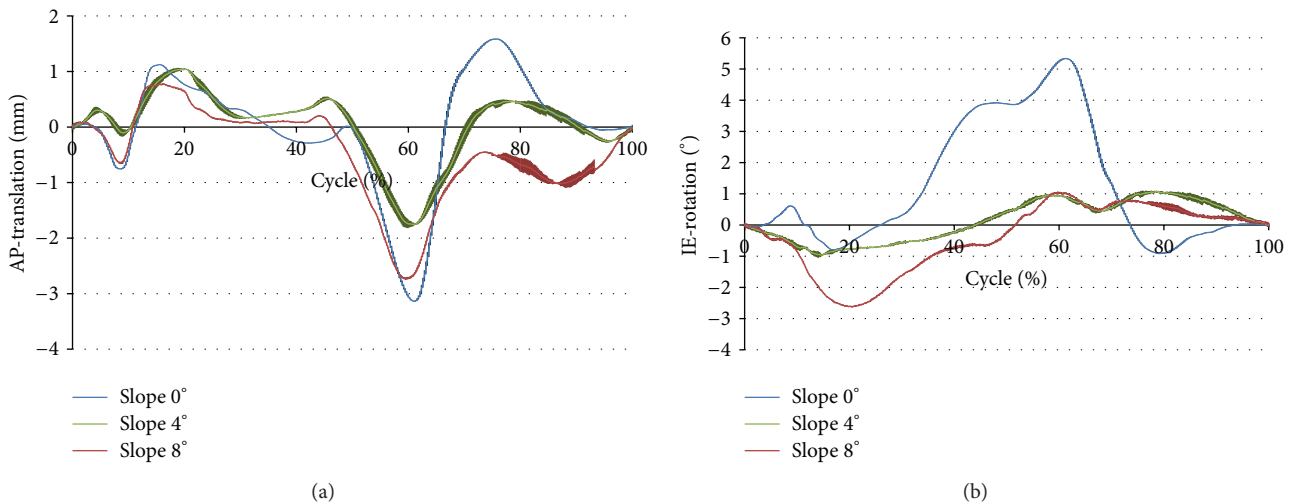 2
1
0
−1
−2
−3
−4
0
20
40
60
80
100
AP-translation (mm)
Cycle (%)
Slope 0°
Slope 4°
Slope 8°
(a)
6
5
4
3
2
1
0
−1
−2
−3
−4
0
20
40
60
80
100
IE-rotation (°)
Cycle (%)
Slope 0°
Slope 4°
Slope 8°
(b)